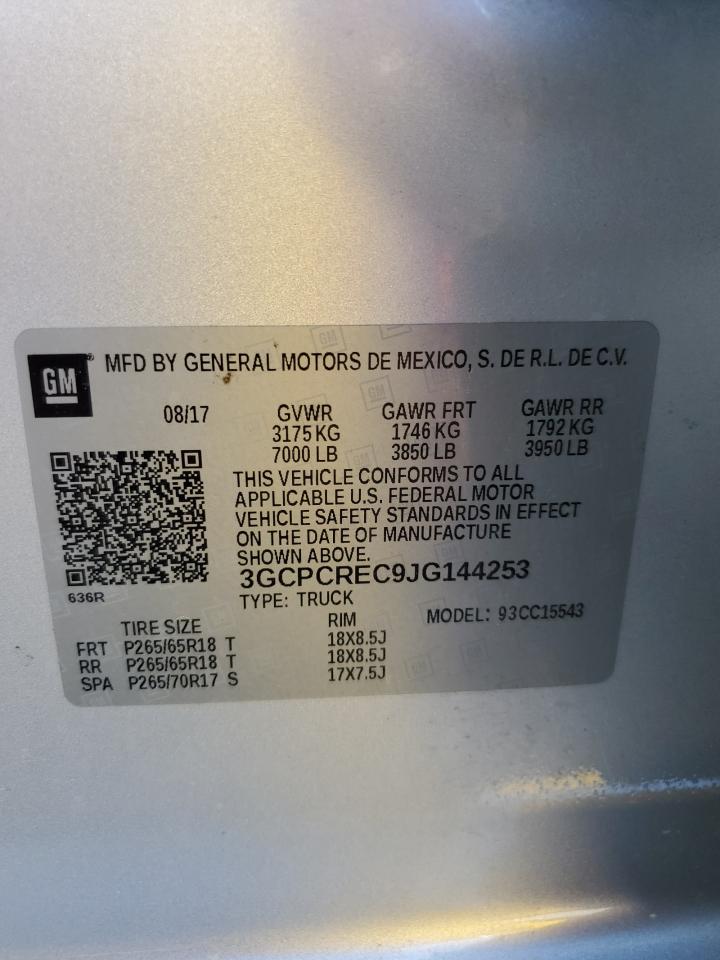 GM
MFD BY GENERAL MOTORS DE MEXICO, S. DE R.L. DE C.V.
08/17 GVWR GAWR FRT GAWR RR
3175 KG 1746 KG 1792 KG
7000 LB 3850 LB 3950 LB
THIS VEHICLE CONFORMS TO ALL
APPLICABLE U.S. FEDERAL MOTOR
VEHICLE SAFETY STANDARDS IN EFFECT
ON THE DATE OF MANUFACTURE
SHOWN ABOVE.
3GCPCREC9JG144253
636R
TYPE: TRUCK MODEL: 93CC15543
TIRE SIZE RIM
FRT P265/65R18 T 18X8.5J
RR P265/65R18 T 18X8.5J
SPA P265/70R17 S 17X7.5J